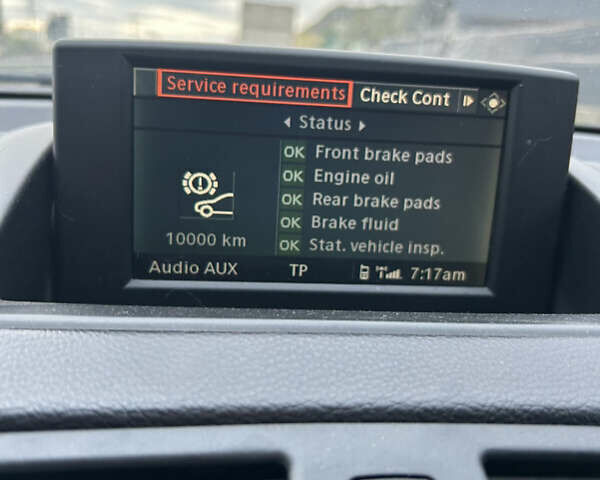 Service requirements Check Cont
Status
OK Front brake pads
OK Engine oil
OK Rear brake pads
OK Brake fluid
OK Stat. vehicle insp.
10000 km
Audio AUX TP 7:17am